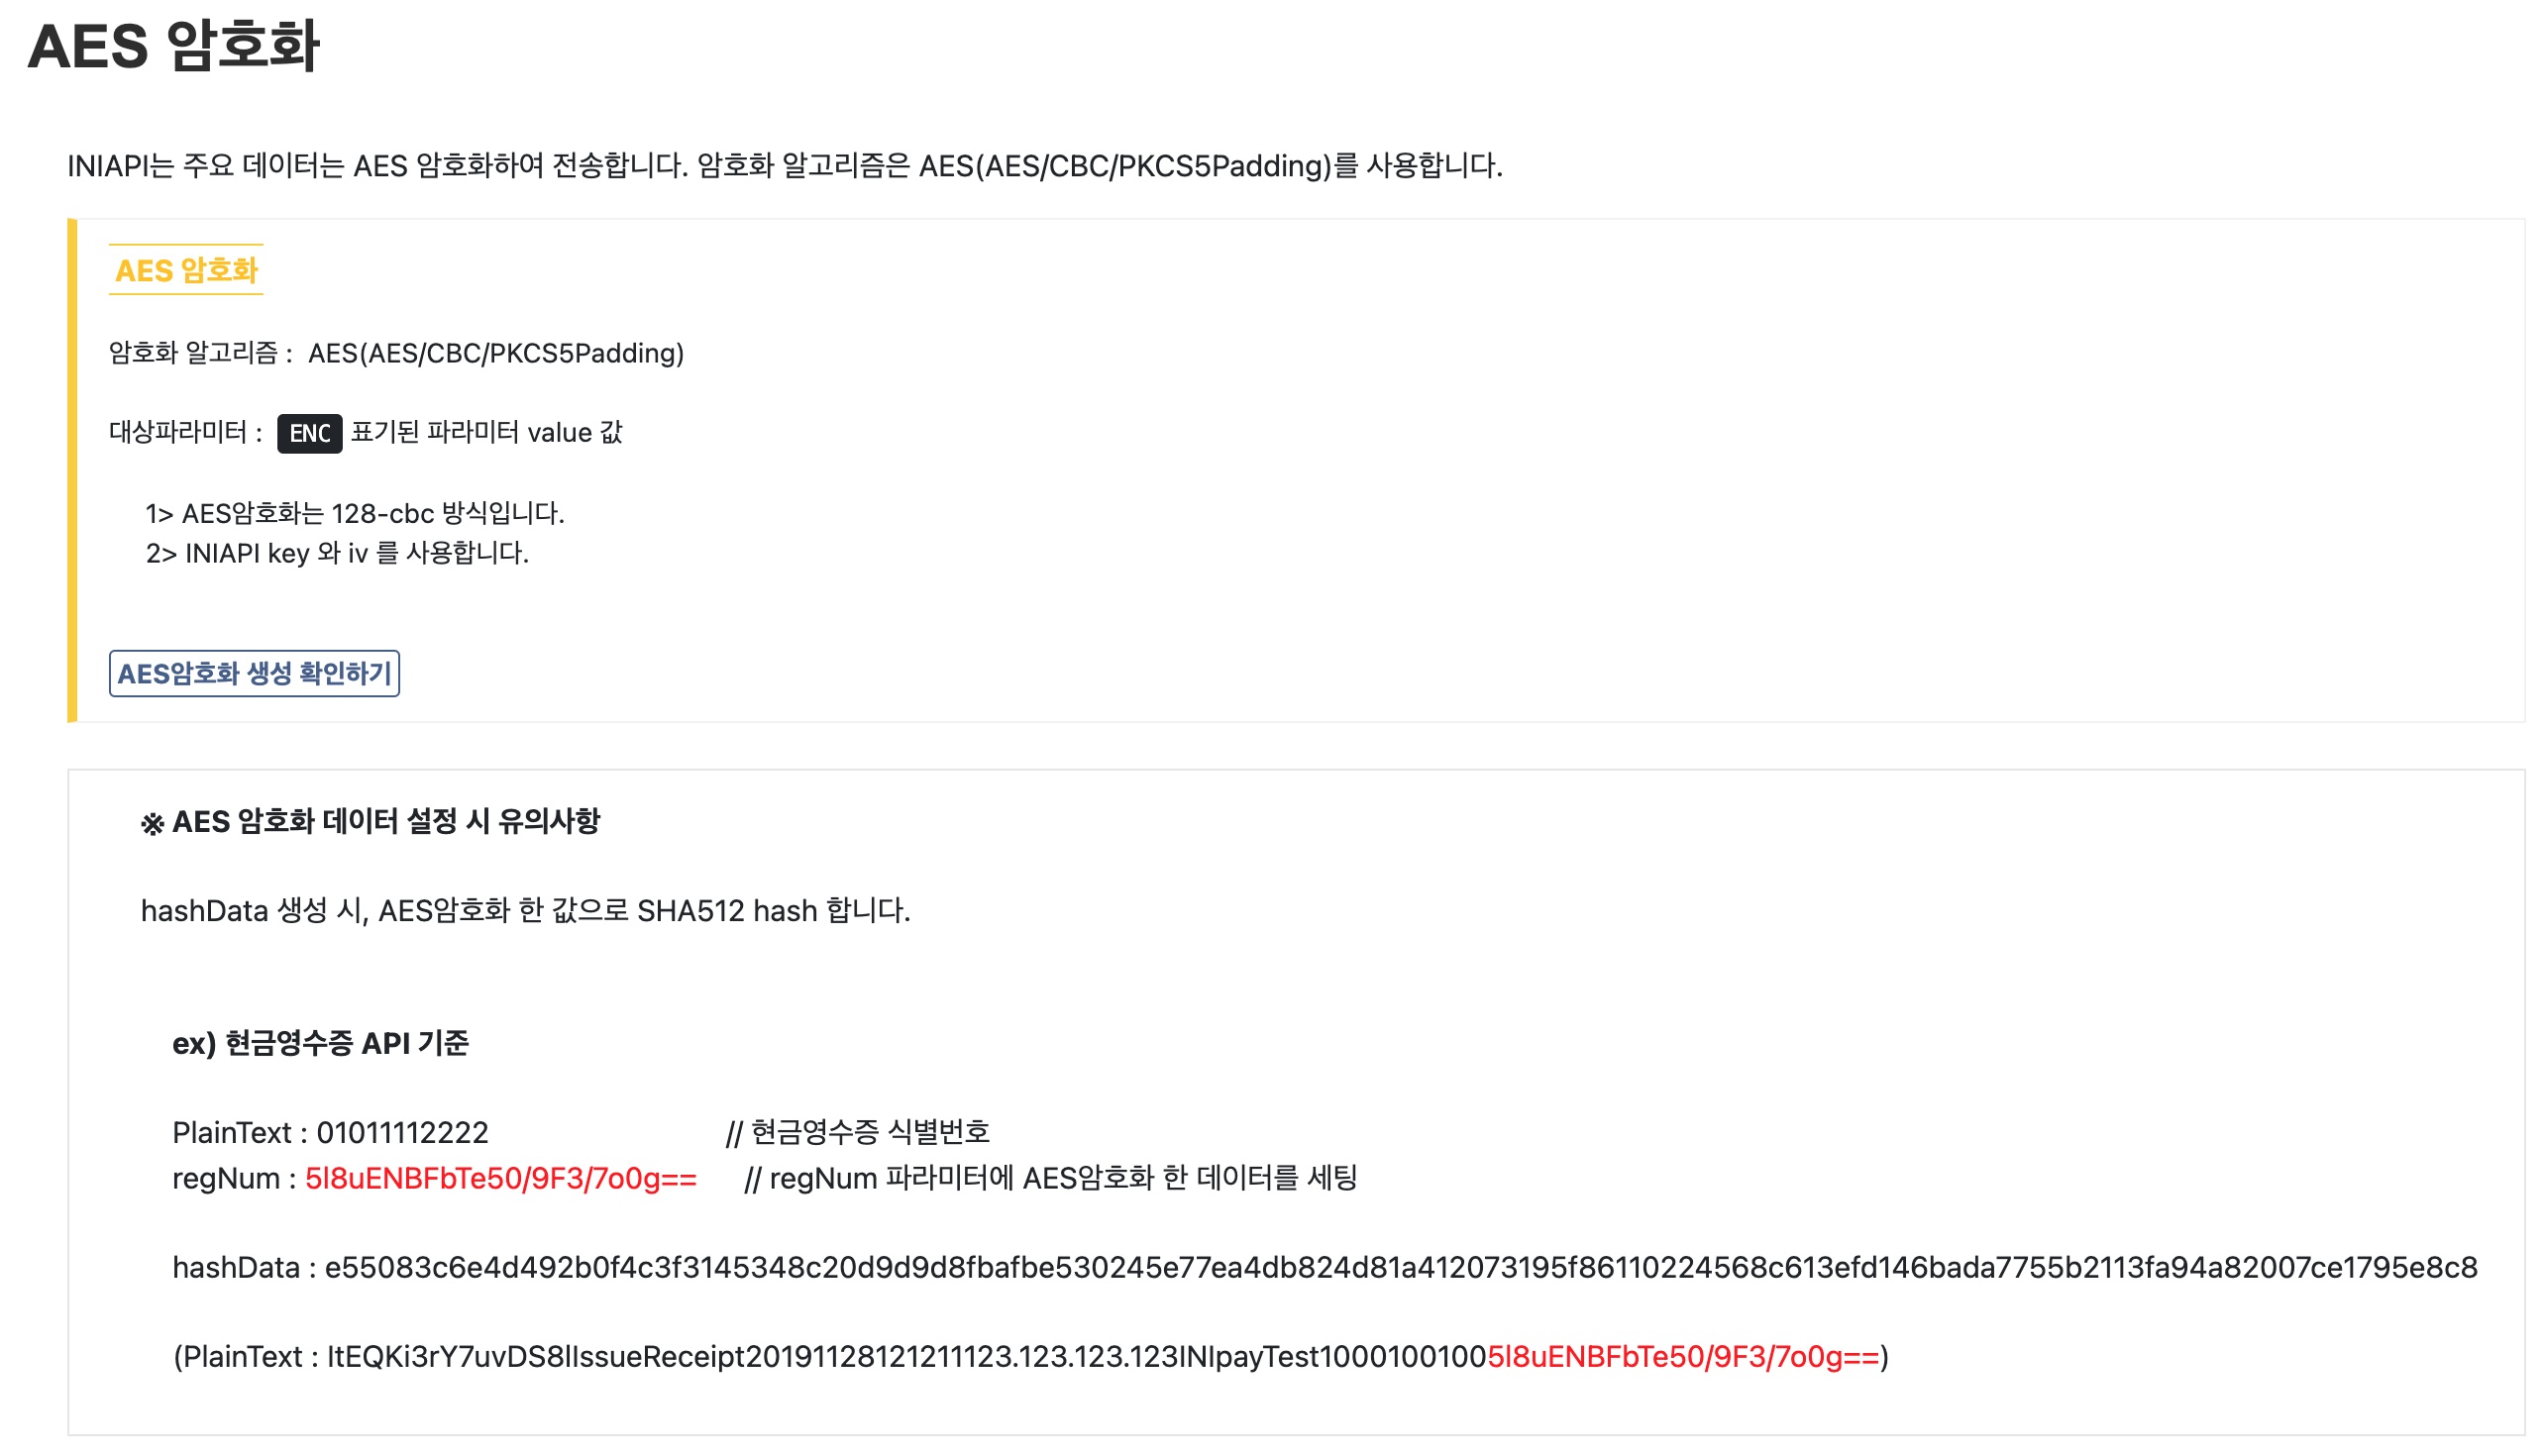 AES 암호화
INIAPI는 주요 데이터는 AES 암호화하여 전송합니다. 암호화 알고리즘은 AES(AES/CBC/PKCS5Padding)를 사용합니다.
AES 암호화
암호화 알고리즘 : AES(AES/CBC/PKCS5Padding)
대상파라미터 : ENC 표기된 파라미터 value 값
1> AES암호화는 128-cbc 방식입니다.
2> INIAPI key 와 iv 를 사용합니다.
AES암호화 생성 확인하기
※ AES 암호화 데이터 설정 시 유의사항
hashData 생성 시, AES암호화 한 값으로 SHA512 hash 합니다.
ex) 현금영수증 API 기준
PlainText : 01011112222 // 현금영수증 식별번호
regNum : 5l8uENBFbTe50/9F3/7o0g== // regNum 파라미터에 AES암호화 한 데이터를 세팅
hashData : e55083c6e4d492b0f4c3f3145348c20d9d9d8fbafbe530245e77ea4db824d81a412073195f86110224568c613efd146bada7755b2113fa94a82007ce1795e8c8
(PlainText : ItEQKi3rY7uvDS8lIssueReceipt20191128121211123.123.123.123INIpayTest10001001005l8uENBFbTe50/9F3/7o0g==)